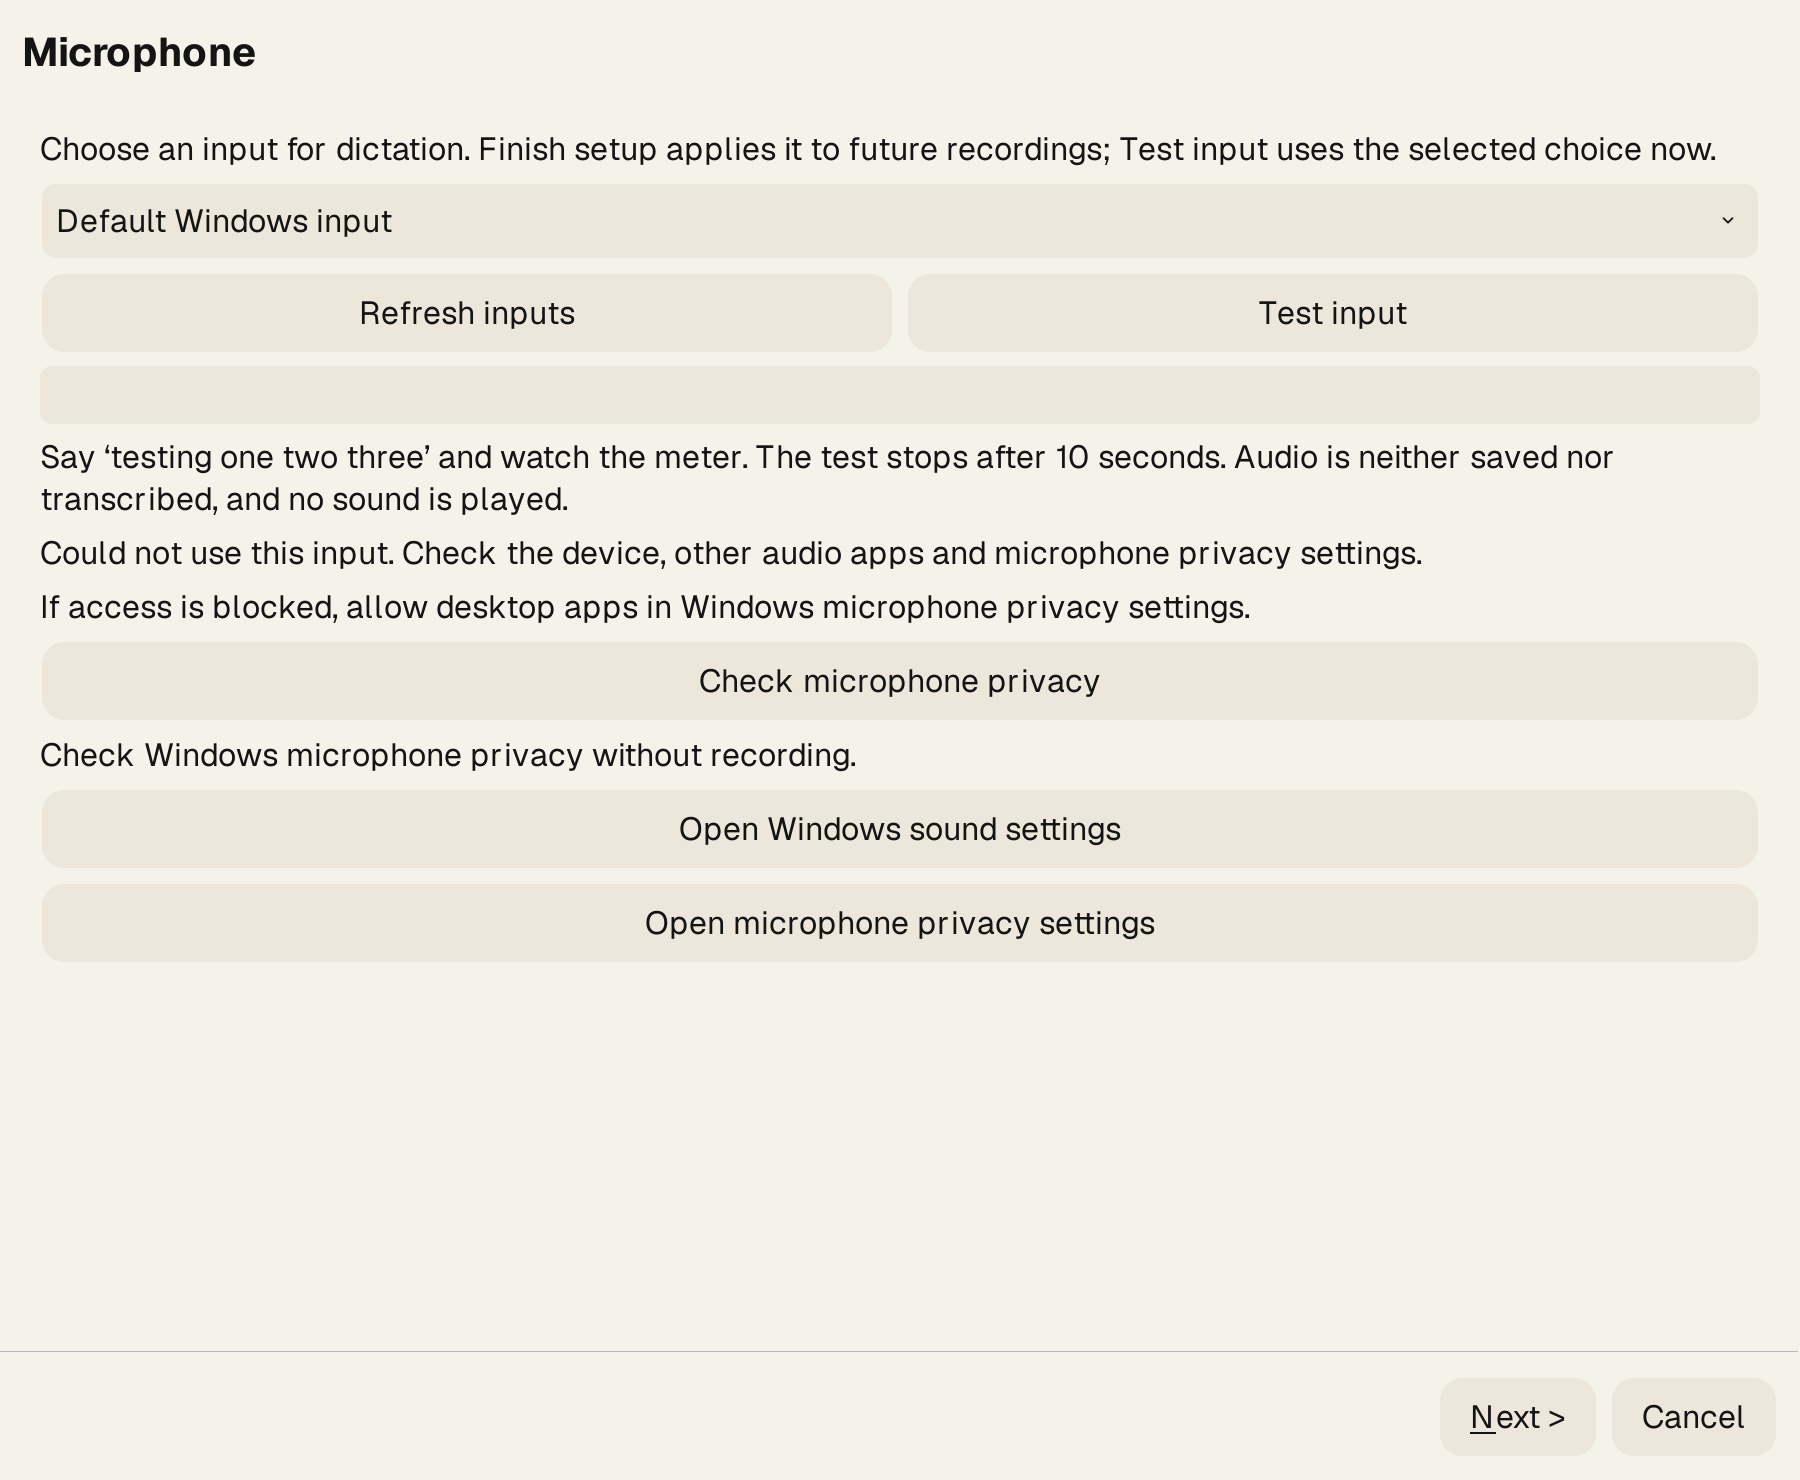 Microphone
Choose an input for dictation. Finish setup applies it to future recordings; Test input uses the selected choice now.
Default Windows input
Refresh inputs
Test input
Say ‘testing one two three’ and watch the meter. The test stops after 10 seconds. Audio is neither saved nor
transcribed, and no sound is played.
Could not use this input. Check the device, other audio apps and microphone privacy settings.
If access is blocked, allow desktop apps in Windows microphone privacy settings.
Check microphone privacy
Check Windows microphone privacy without recording.
Open Windows sound settings
Open microphone privacy settings
Next >
Cancel